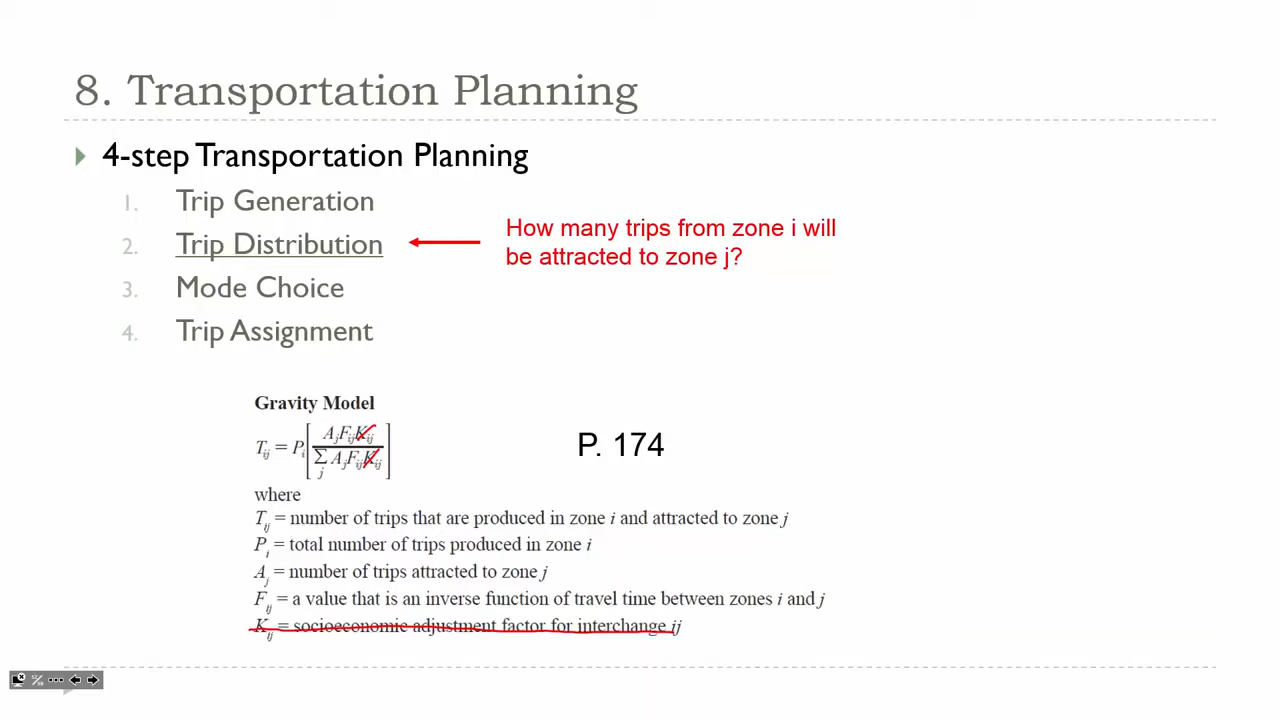 8. Transportation Planning
4-step Transportation Planning
1. Trip Generation
2. Trip Distribution
How many trips from zone i will
be attracted to zone j?
3. Mode Choice
4. Trip Assignment
Gravity Model
T_ij = P_i [ A_j F_ij K_ij / ∑_j A_j F_ij K_ij ]
P. 174
where
T_ij = number of trips that are produced in zone i and attracted to zone j
P_i = total number of trips produced in zone i
A_j = number of trips attracted to zone j
F_ij = a value that is an inverse function of travel time between zones i and j
K_ij = socioeconomic adjustment factor for interchange ij